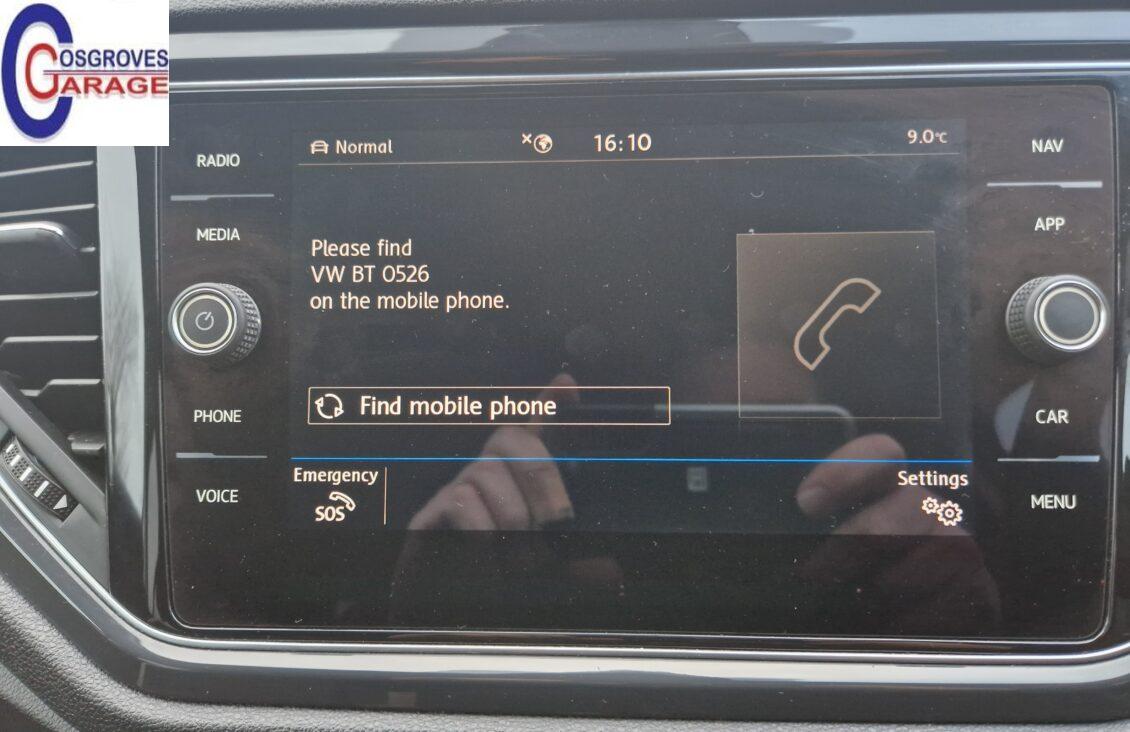 COSGROVES
GARAGE
RADIO
MEDIA
PHONE
VOICE
Normal
16:10
9.0°C
Please find
VW BT 0526
on the mobile phone.
Find mobile phone
Emergency
SOS
Settings
NAV
APP
CAR
MENU